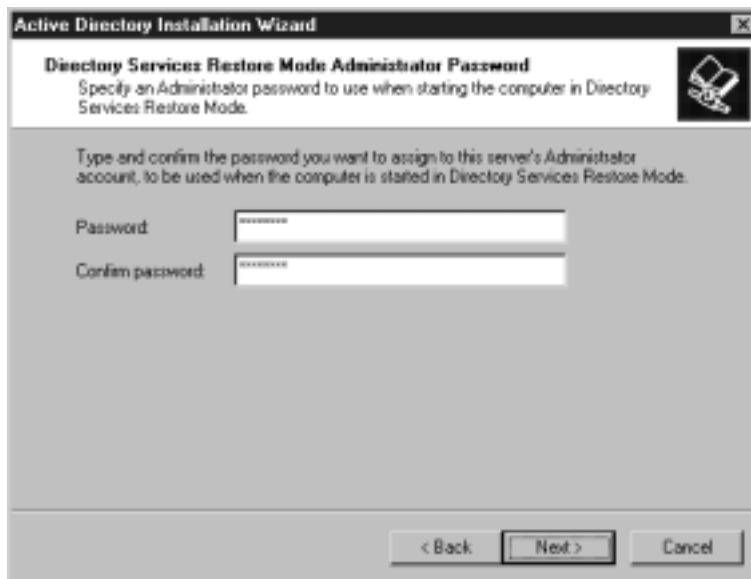 Active Directory Installation Wizard
Directory Services Restore Mode Administrator Password
Specify an Administrator password to use when starting the computer in Directory
Services Restore Mode.
Type and confirm the password you want to assign to this server's Administrator
account, to be used when the computer is started in Directory Services Restore Mode.
Password:
********
Confirm password:
********
< Back Next > Cancel